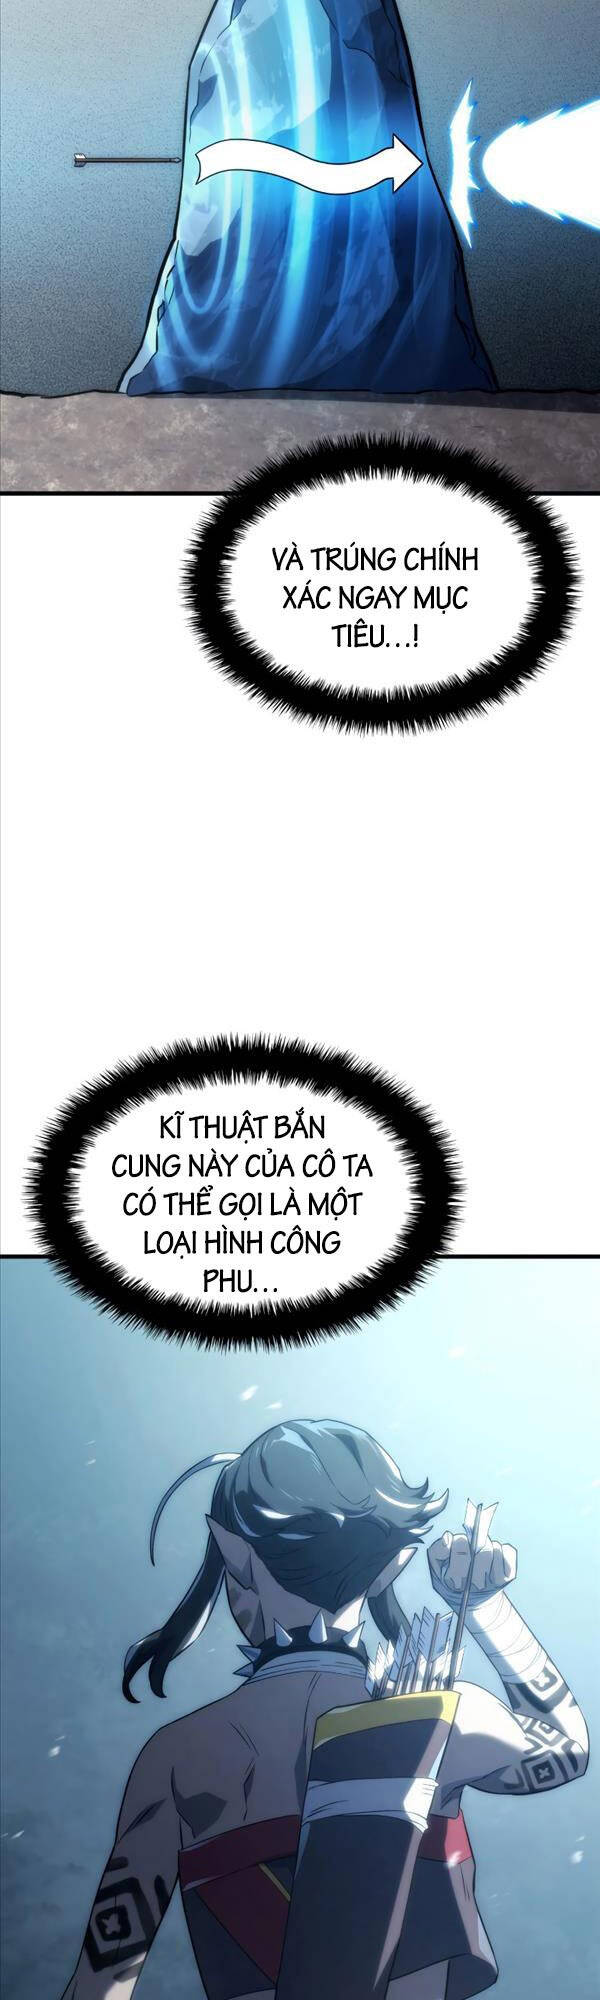 VÀ TRÚNG CHÍNH
XÁC NGAY MỤC
TIÊU...!
KĨ THUẬT BẮN
CUNG NÀY CỦA CÔ TA
CÓ THỂ GỌI LÀ MỘT
LOẠI HÌNH CÔNG
PHU...